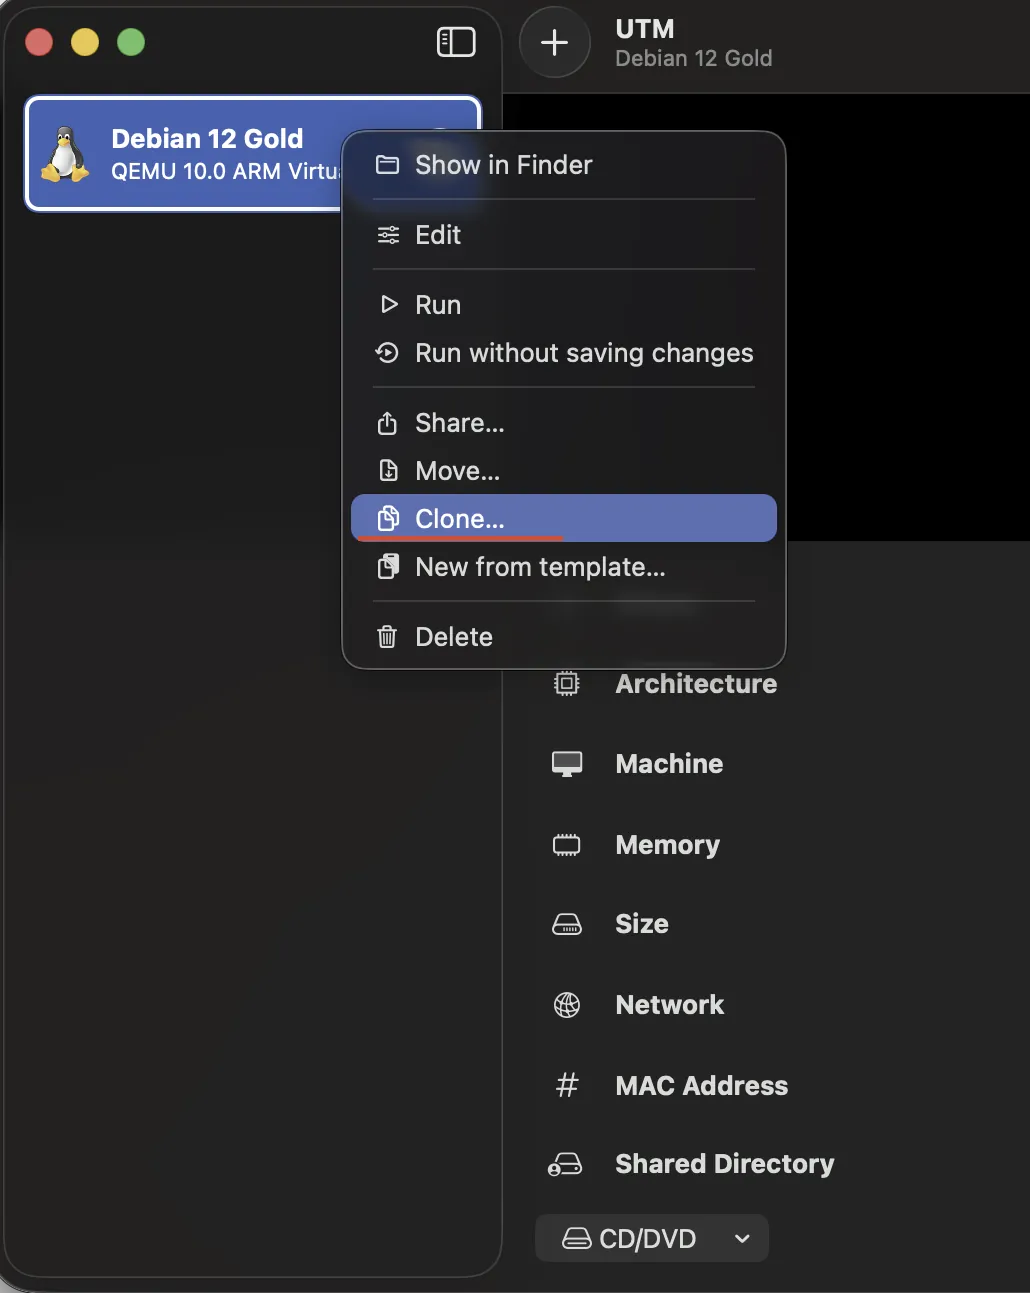 UTM
Debian 12 Gold
Debian 12 Gold
QEMU 10.0 ARM Virtu
Show in Finder
Edit
Run
Run without saving changes
Share...
Move...
Clone...
New from template...
Delete
Architecture
Machine
Memory
Size
Network
MAC Address
Shared Directory
CD/DVD